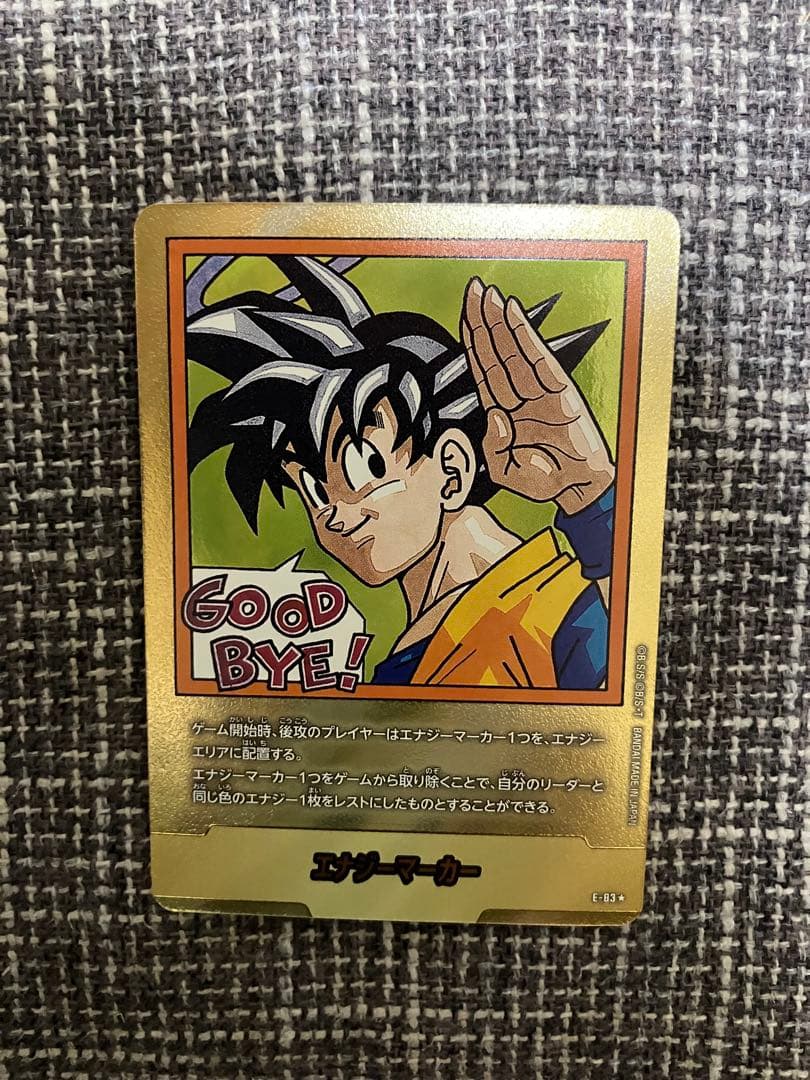 GOOD
BYE!
ゲーム開始時、後攻のプレイヤーはエナジーマーカー1つを、エナジー
エリアに配置する。
エナジーマーカー1つをゲームから取り除くことで、自分のリーダーと
同じ色のエナジー1枚をレストにしたものとすることができる。
エナジーマーカー
E-03★
©B.S/S ©B/S・T BANDAI MADE IN JAPAN